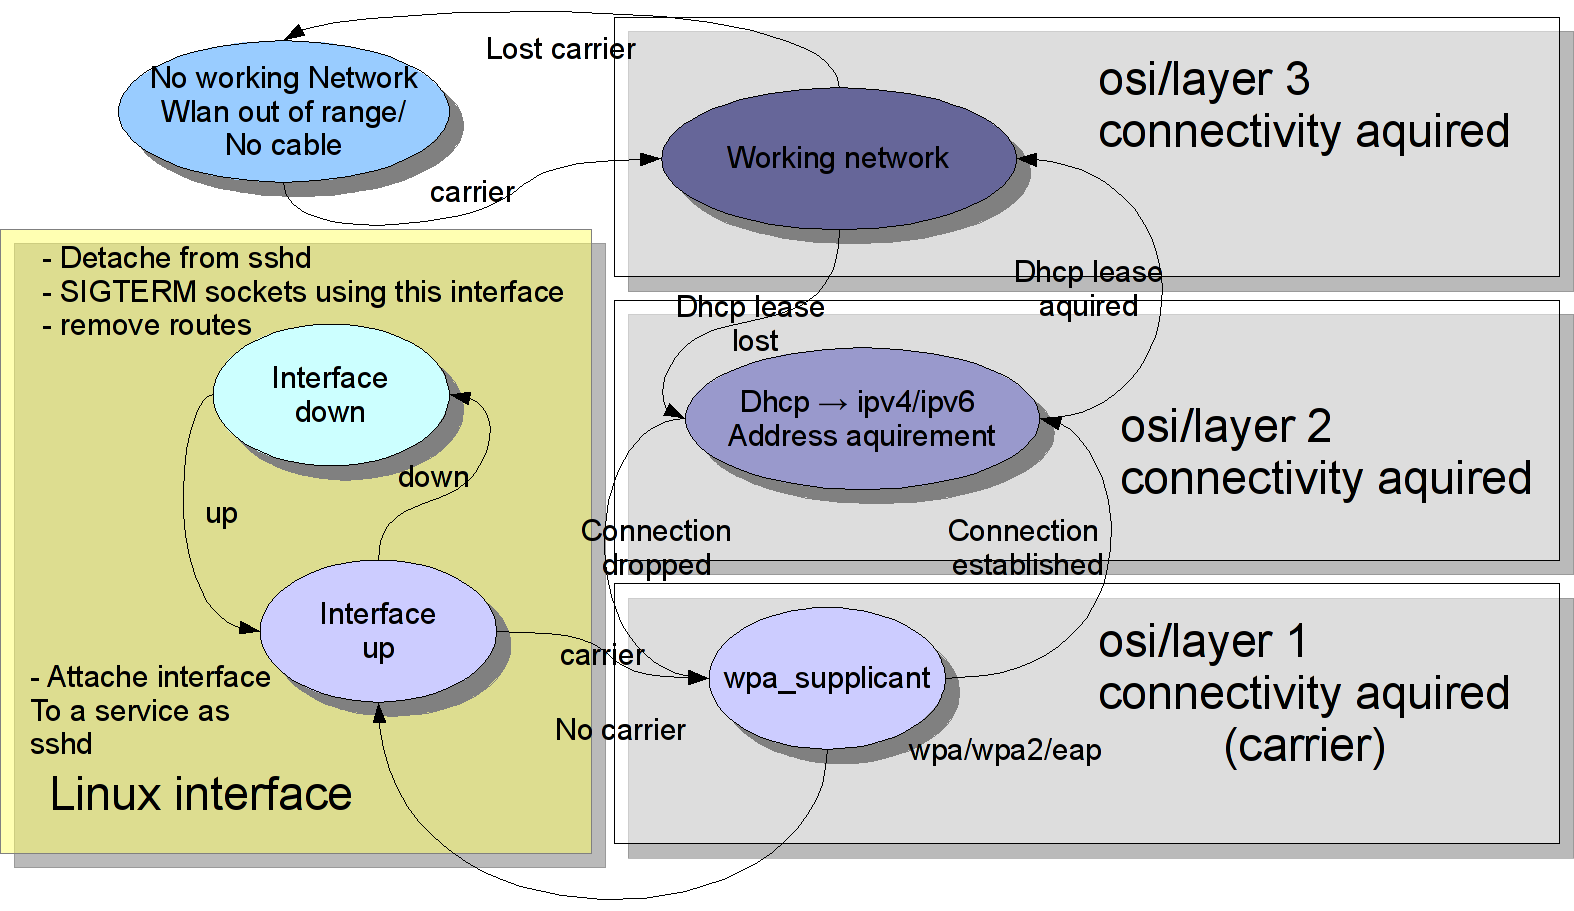 Lost carrier
No working Network
Wlan out of range/
No cable
osi/layer 3
connectivity aquired
Working network
carrier
- Detache from sshd
- SIGTERM sockets using this interface
- remove routes
Dhcp lease
aquired
Dhcp lease
lost
Interface
down
Dhcp → ipv4/ipv6
Address aquirement
osi/layer 2
connectivity aquired
down
up
Connection
dropped
Connection
established
Interface
up
carrier
wpa_supplicant
osi/layer 1
connectivity aquired
(carrier)
- Attache interface
To a service as
sshd
No carrier
wpa/wpa2/eap
Linux interface